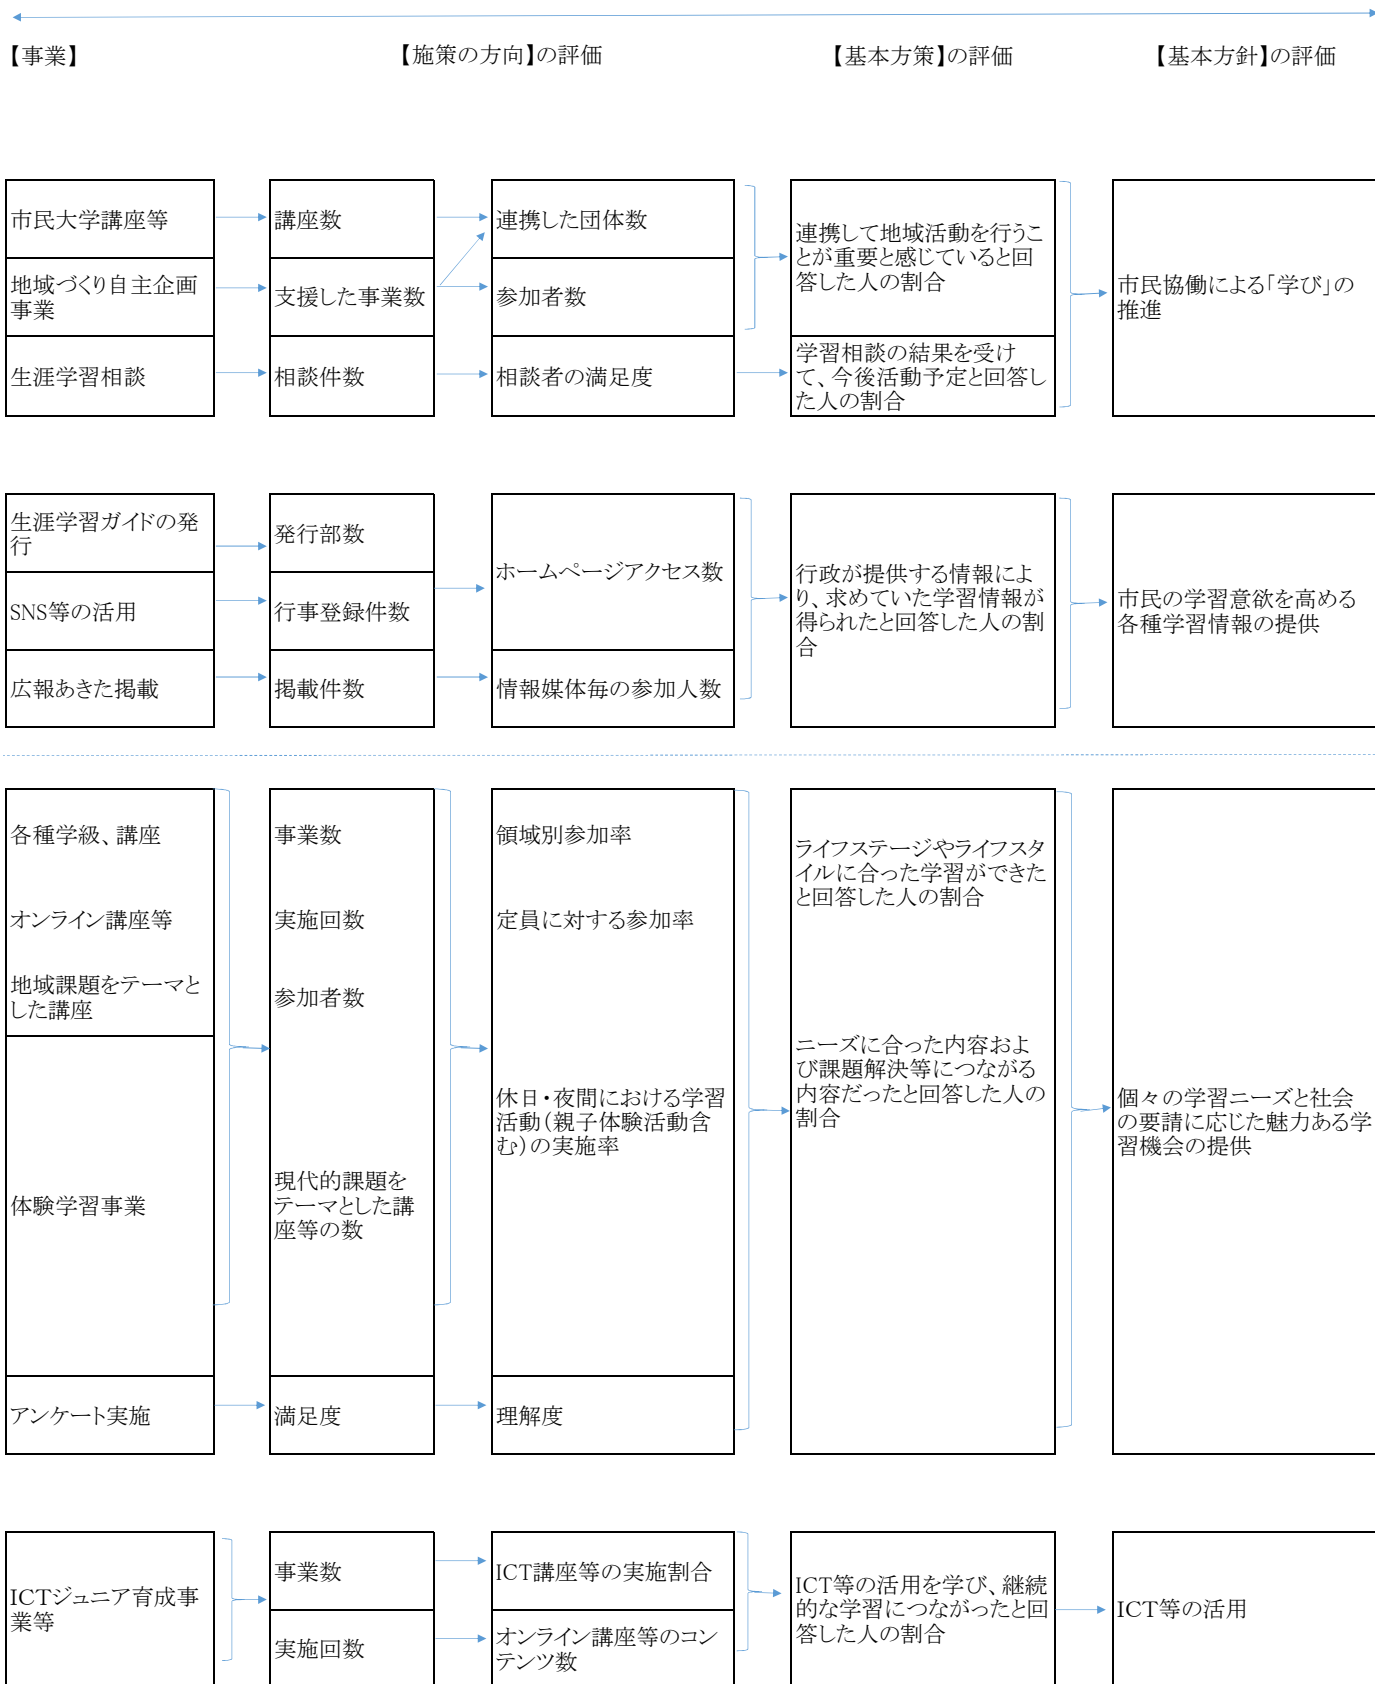 【事業】
【施策の方向】の評価
【基本方策】の評価
【基本方針】の評価
市民大学講座等
講座数
連携した団体数
連携して地域活動を行うこ
とが重要と感じていると回
答した人の割合
市民協働による「学び」の
推進
地域づくり自主企画
事業
支援した事業数
参加者数
生涯学習相談
相談件数
相談者の満足度
学習相談の結果を受け
て、今後活動予定と回答し
た人の割合
生涯学習ガイドの発
行
発行部数
ホームページアクセス数
行政が提供する情報によ
り、求めていた学習情報が
得られたと回答した人の割
合
市民の学習意欲を高める
各種学習情報の提供
SNS等の活用
行事登録件数
広報あきた掲載
掲載件数
情報媒体毎の参加人数
各種学級、講座
事業数
領域別参加率
ライフステージやライフスタ
イルに合った学習ができた
と回答した人の割合
オンライン講座等
実施回数
定員に対する参加率
地域課題をテーマと
した講座
参加者数
ニーズに合った内容およ
び課題解決等につながる
内容だったと回答した人の
割合
休日・夜間における学習
活動(親子体験活動含
む)の実施率
個々の学習ニーズと社会
の要請に応じた魅力ある学
習機会の提供
体験学習事業
現代的課題を
テーマとした講
座等の数
アンケート実施
満足度
理解度
ICTジュニア育成事
業等
事業数
ICT講座等の実施割合
ICT等の活用を学び、継続
的な学習につながったと回
答した人の割合
ICT等の活用
実施回数
オンライン講座等のコン
テンツ数